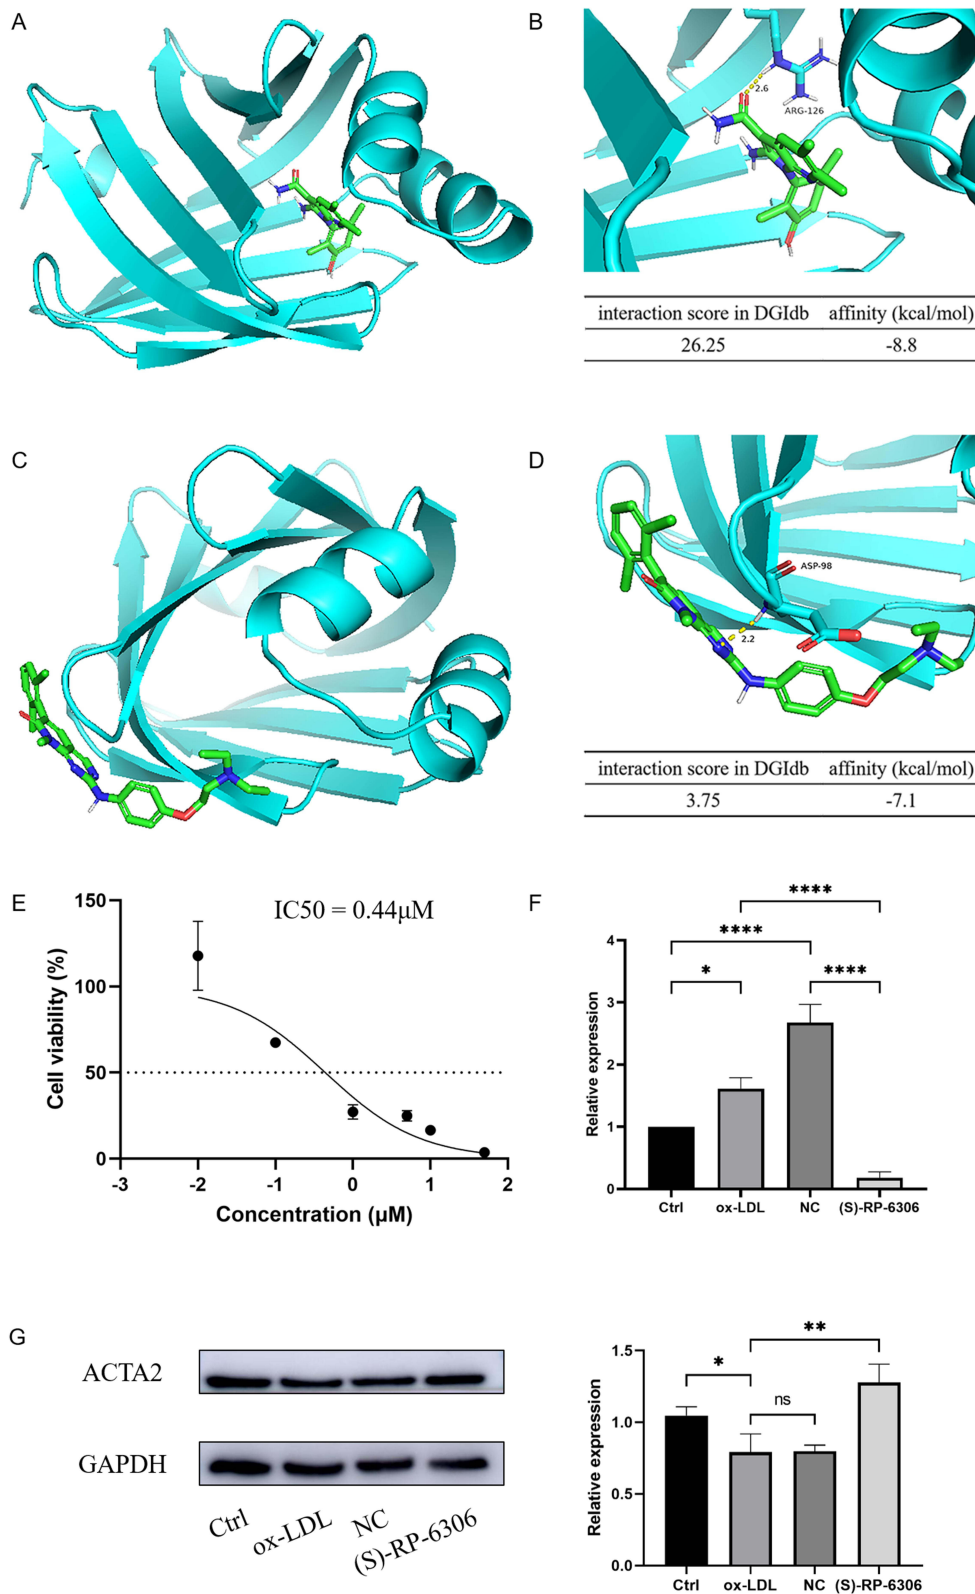 A
B
2.6
ARG-126
interaction score in DGIdb affinity (kcal/mol)
26.25 -8.8
C
D
ASP-98
2.2
interaction score in DGIdb affinity (kcal/mol)
3.75 -7.1
E
IC50 = 0.44μM
Cell viability (%)
150
100
50
0
-3 -2 -1 0 1 2
Concentration (μM)
F
Relative expression
4
3
2
1
0
****
****
* ****
Ctrl ox-LDL NC (S)-RP-6306
G
ACTA2
GAPDH
Ctrl
ox-LDL
NC
(S)-RP-6306
Relative expression
1.5
1.0
0.5
0.0
**
*
ns
Ctrl ox-LDL NC (S)-RP-6306